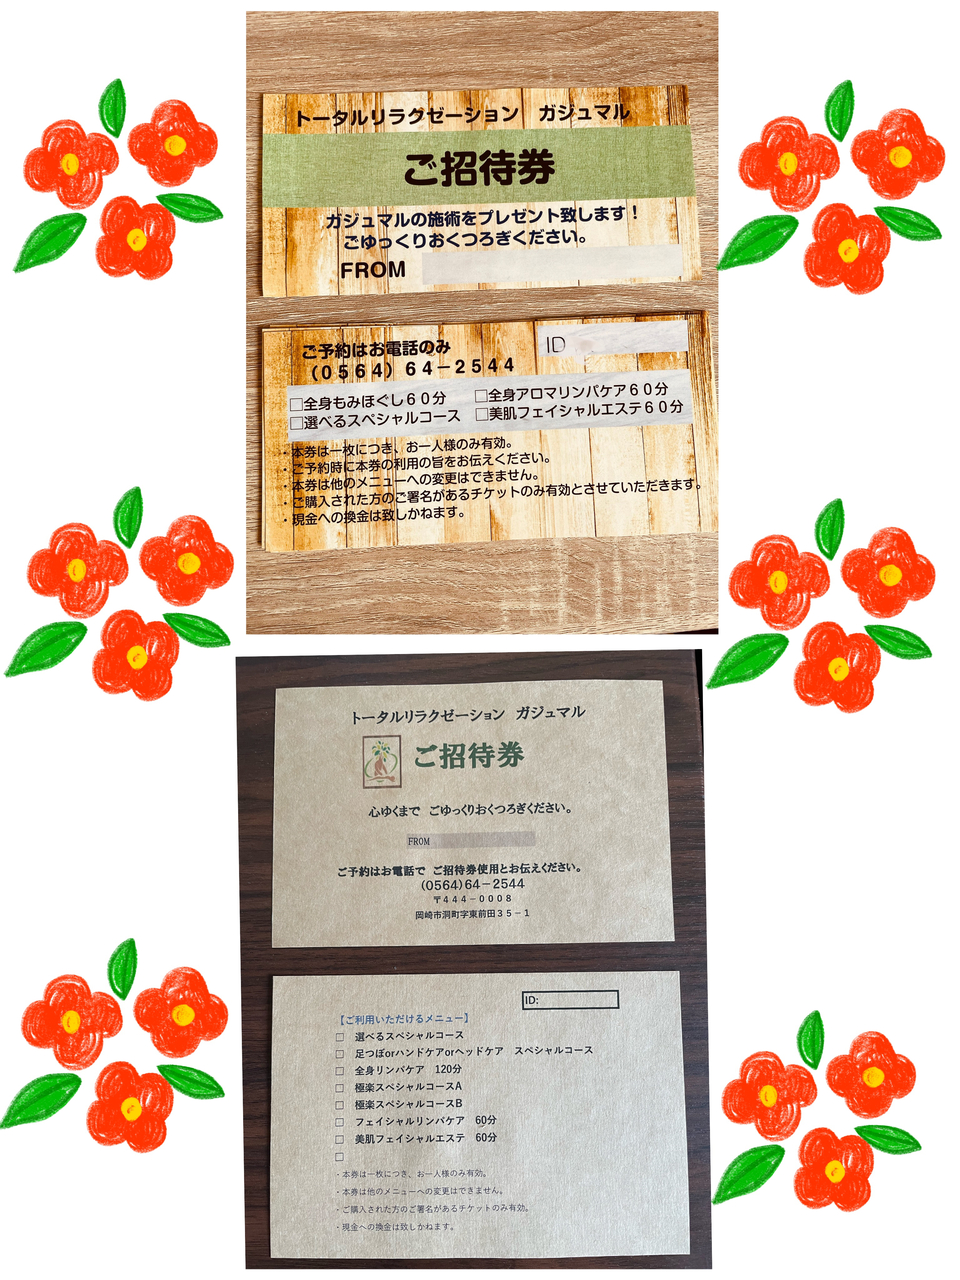 トータルリラクゼーション ガジュマル
ご招待券
ガジュマルの施術をプレゼント致します！
ごゆっくりおくつろぎください。
FROM
ご予約はお電話のみ
（０５６４）６４－２５４４
ID
□全身もみほぐし６０分 □全身アロマリンパケア６０分
□選べるスペシャルコース □美肌フェイシャルエステ６０分
・本券は一枚につき、お一人様のみ有効。
・ご予約時に本券の利用の旨をお伝えください。
・本券は他のメニューへの変更はできません。
・ご購入された方のご署名があるチケットのみ有効とさせていただきます。
・現金への換金は致しかねます。
トータルリラクゼーション ガジュマル
ご招待券
心ゆくまで ごゆっくりおくつろぎください。
FROM
ご予約はお電話で ご招待券使用とお伝えください。
(0564)64－2544
〒４４４－０００８
岡崎市洞町字東前田３５－１
ID:
【ご利用いただけるメニュー】
□ 選べるスペシャルコース
□ 足つぼorハンドケアorヘッドケア スペシャルコース
□ 全身リンパケア 120分
□ 極楽スペシャルコースA
□ 極楽スペシャルコースB
□ フェイシャルリンパケア 60分
□ 美肌フェイシャルエステ 60分
□
・本券は一枚につき、お一人様のみ有効。
・本券は他のメニューへの変更はできません。
・ご購入された方のご署名があるチケットのみ有効。
・現金への換金は致しかねます。